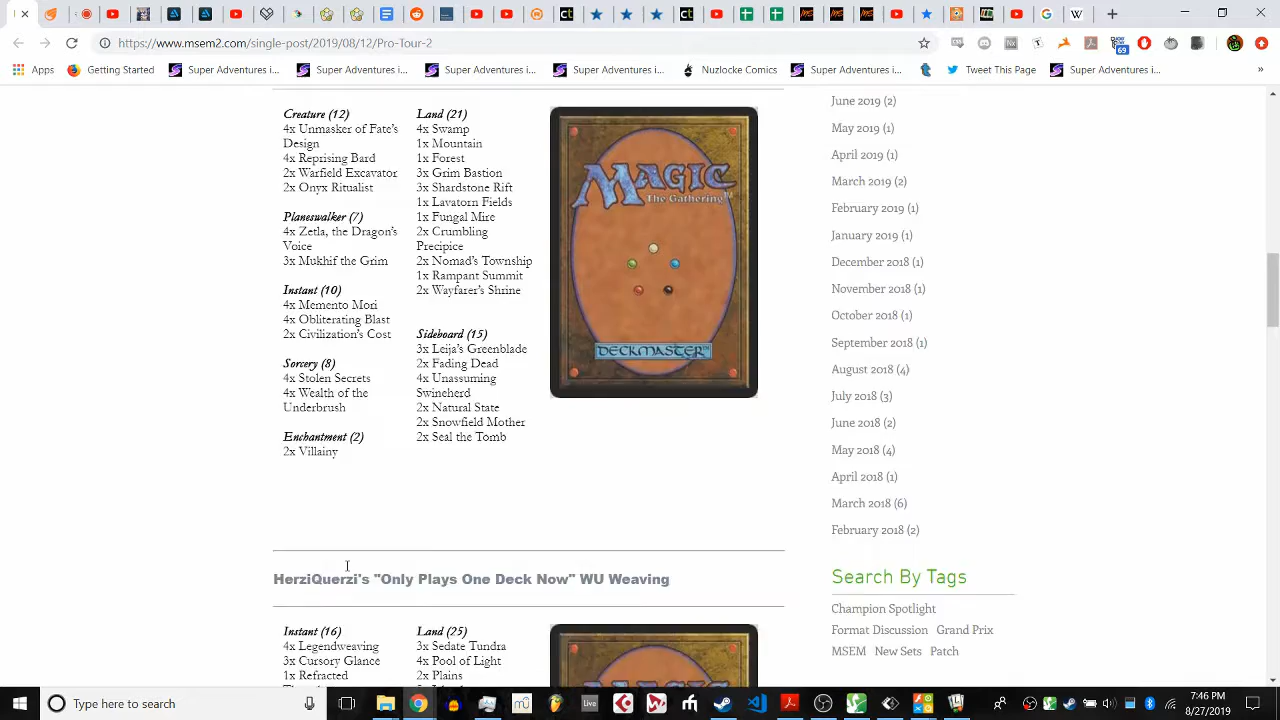 https://www.msem2.com/single-post/2019/08/12/Pro-Tour-2
Apps
Getting Started
Super Adventures i...
Super Adventures i...
Super Adventures i...
Super Adventures i...
Nuzlocke Comics
Super Adventures i...
Tweet This Page
Super Adventures i...
Creature (12)
4x Unmasker of Fate's
Design
4x Reprising Bard
2x Warfield Excavator
2x Onyx Ritualist
Planeswalker (7)
4x Zetla, the Dragon's
Voice
3x Mukhif the Grim
Instant (10)
4x Memento Mori
4x Obliterating Blast
2x Civilization's Cost
Sorcery (8)
4x Stolen Secrets
4x Wealth of the
Underbrush
Enchantment (2)
2x Villainy
Land (21)
4x Swamp
1x Mountain
1x Forest
3x Grim Bastion
3x Shardstone Rift
1x Lavatorn Fields
1x Fungal Mire
2x Crumbling
Precipice
2x Nomad's Township
1x Rampant Summit
2x Wayfarer's Shrine
Sideboard (15)
3x Leija's Greenblade
2x Fading Dead
4x Unassuming
Swineherd
2x Natural State
2x Snowfield Mother
2x Seal the Tomb
MAGIC
The Gathering
DECKMASTER
HerziQuerzi's "Only Plays One Deck Now" WU Weaving
Instant (16)
4x Legendweaving
3x Cursory Glance
1x Refracted
Land (25)
3x Sedate Tundra
4x Pool of Light
2x Plains
June 2019 (2)
May 2019 (1)
April 2019 (1)
March 2019 (2)
February 2019 (1)
January 2019 (1)
December 2018 (1)
November 2018 (1)
October 2018 (1)
September 2018 (1)
August 2018 (4)
July 2018 (3)
June 2018 (2)
May 2018 (4)
April 2018 (1)
March 2018 (6)
February 2018 (2)
Search By Tags
Champion Spotlight
Format Discussion Grand Prix
MSEM New Sets Patch
Type here to search
7:46 PM
8/27/2019